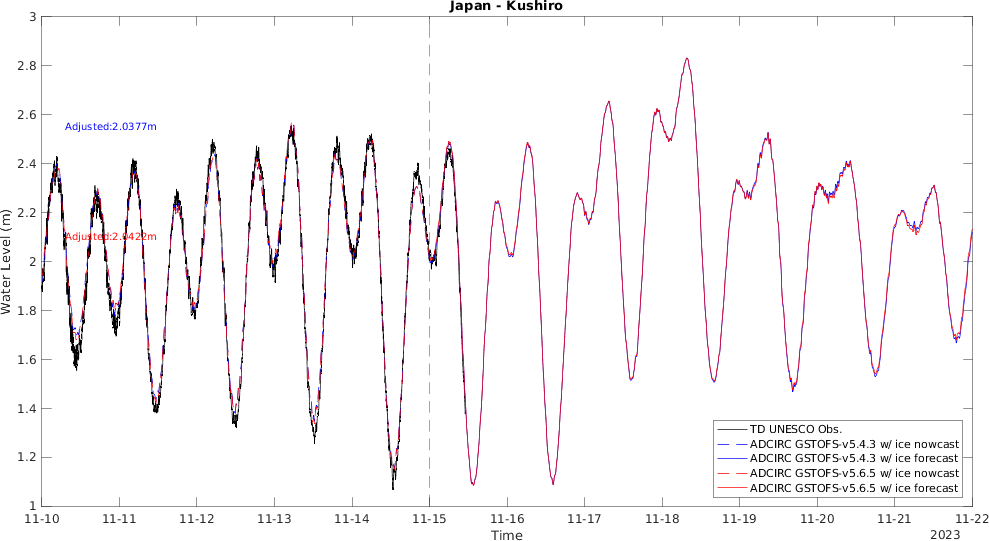 Japan - Kushiro
3
2.8
2.6
2.4
2.2
2
1.8
1.6
1.4
1.2
1
Water Level (m)
Adjusted:2.0377m
Adjusted:2.0422m
TD UNESCO Obs.
ADCIRC GSTOFS-v5.4.3 w/ ice nowcast
ADCIRC GSTOFS-v5.4.3 w/ ice forecast
ADCIRC GSTOFS-v5.6.5 w/ ice nowcast
ADCIRC GSTOFS-v5.6.5 w/ ice forecast
11-10 11-11 11-12 11-13 11-14 11-15 11-16 11-17 11-18 11-19 11-20 11-21 11-22
Time
2023